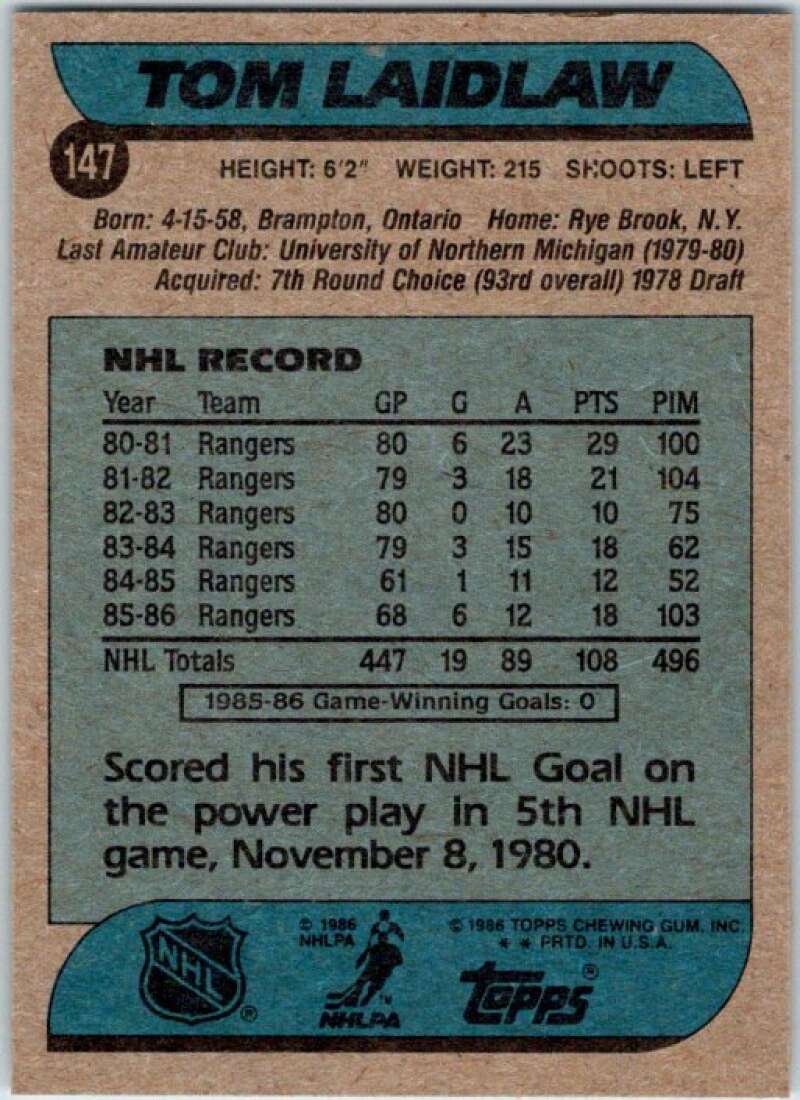 TOM LAIDLAW
147
HEIGHT: 6'2" WEIGHT: 215 SHOOTS: LEFT
Born: 4-15-58, Brampton, Ontario Home: Rye Brook, N.Y.
Last Amateur Club: University of Northern Michigan (1979-80)
Acquired: 7th Round Choice (93rd overall) 1978 Draft
NHL RECORD
Year Team GP G A PTS PIM
80-81 Rangers 80 6 23 29 100
81-82 Rangers 79 3 18 21 104
82-83 Rangers 80 0 10 10 75
83-84 Rangers 79 3 15 18 62
84-85 Rangers 61 1 11 12 52
85-86 Rangers 68 6 12 18 103
NHL Totals 447 19 89 108 496
1985-86 Game-Winning Goals: 0
Scored his first NHL Goal on
the power play in 5th NHL
game, November 8, 1980.
© 1986 © 1986 TOPPS CHEWING GUM, INC.
NHLPA * * PRTD. IN U.S.A.
NHL ®
TM
NHLPA
TOPPS ®